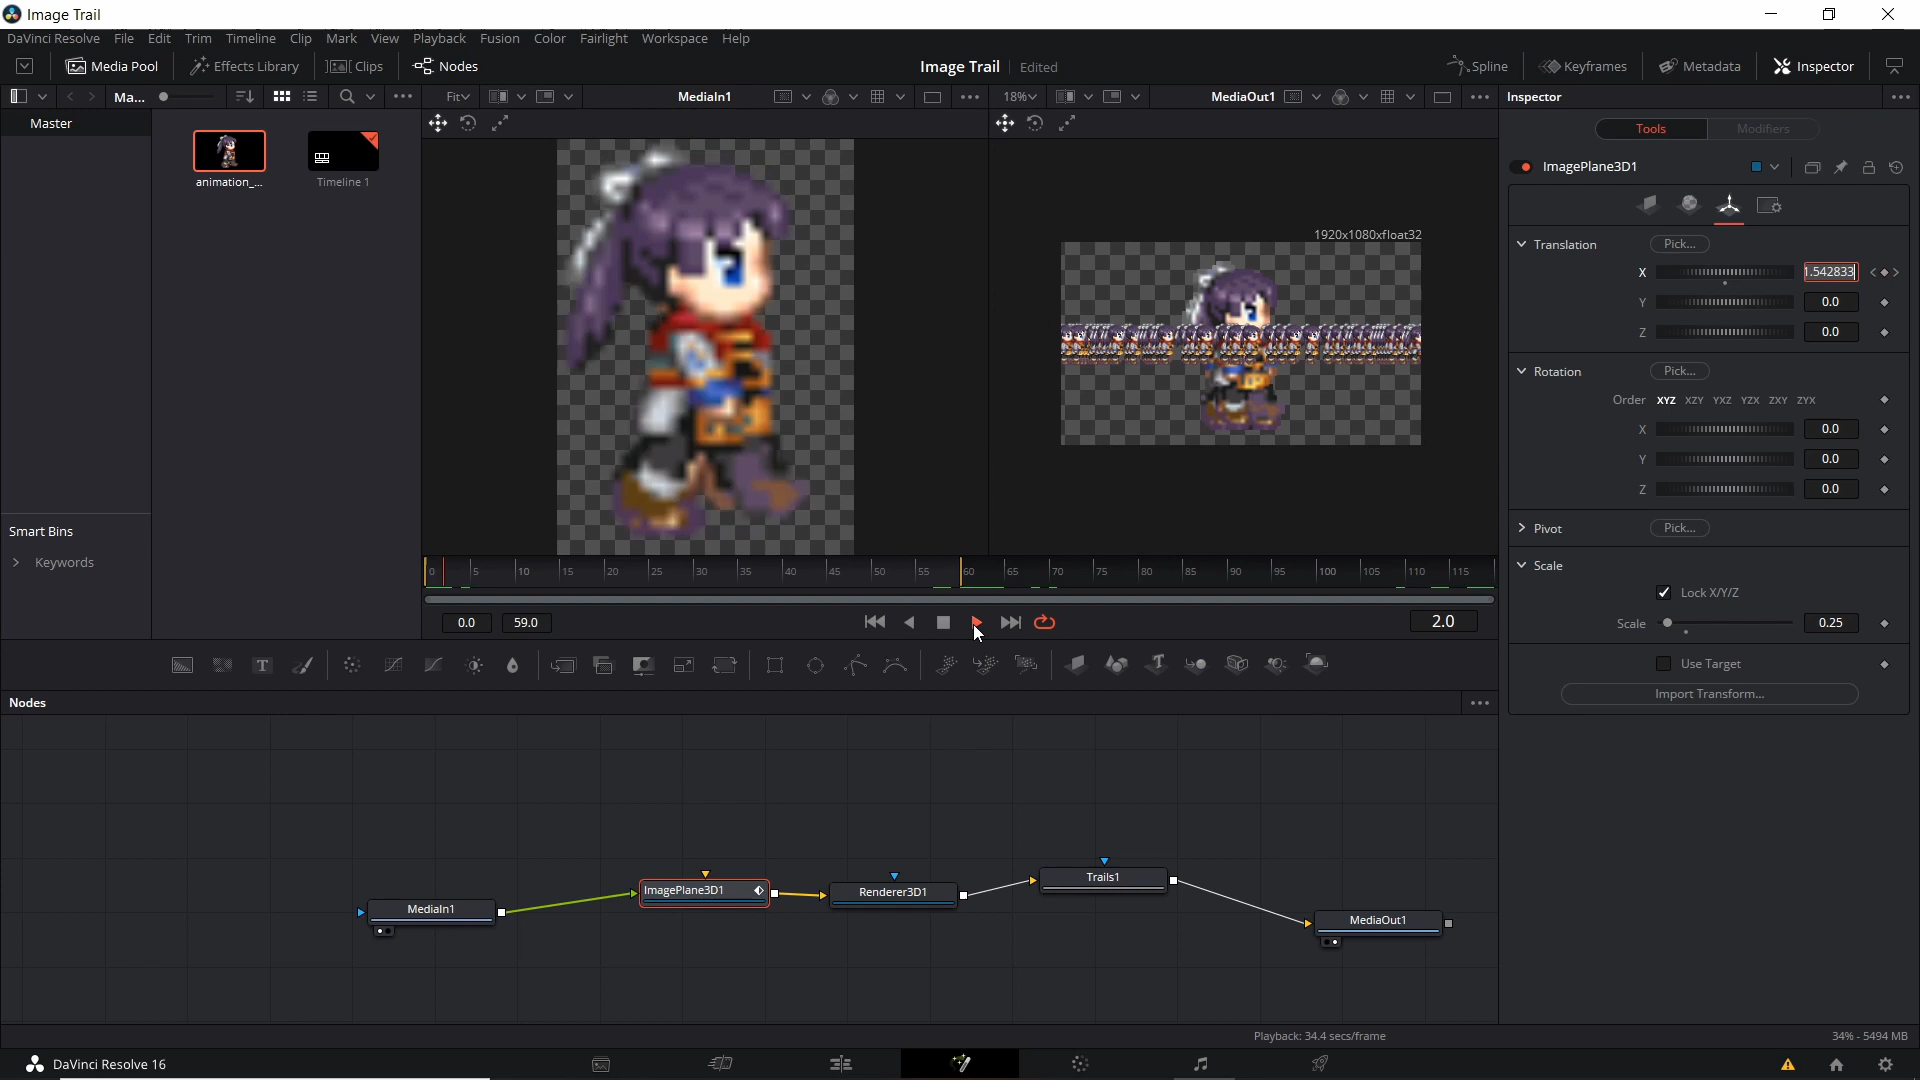 Image Trail
DaVinci Resolve File Edit Trim Timeline Clip Mark View Playback Fusion Color Fairlight Workspace Help
Media Pool Effects Library Clips Nodes Image Trail Edited Spline Keyframes Metadata Inspector
Ma... Fit MediaIn1 18% MediaOut1 Inspector
Master
Tools Modifiers
ImagePlane3D1
animation_... Timeline 1
1920x1080xfloat32
Translation Pick...
X 1.542833
Y 0.0
Z 0.0
Rotation Pick...
Order XYZ XZY YXZ YZX ZXY ZYX
X 0.0
Y 0.0
Z 0.0
Pivot Pick...
Scale
Lock X/Y/Z
Scale 0.25
Use Target
Import Transform...
Smart Bins
Keywords
0 5 10 15 20 25 30 35 40 45 50 55 60 65 70 75 80 85 90 95 100 105 110 115
0.0 59.0 2.0
Nodes
MediaIn1
ImagePlane3D1
Renderer3D1
Trails1
MediaOut1
Playback: 34.4 secs/frame 34% - 5494 MB
DaVinci Resolve 16